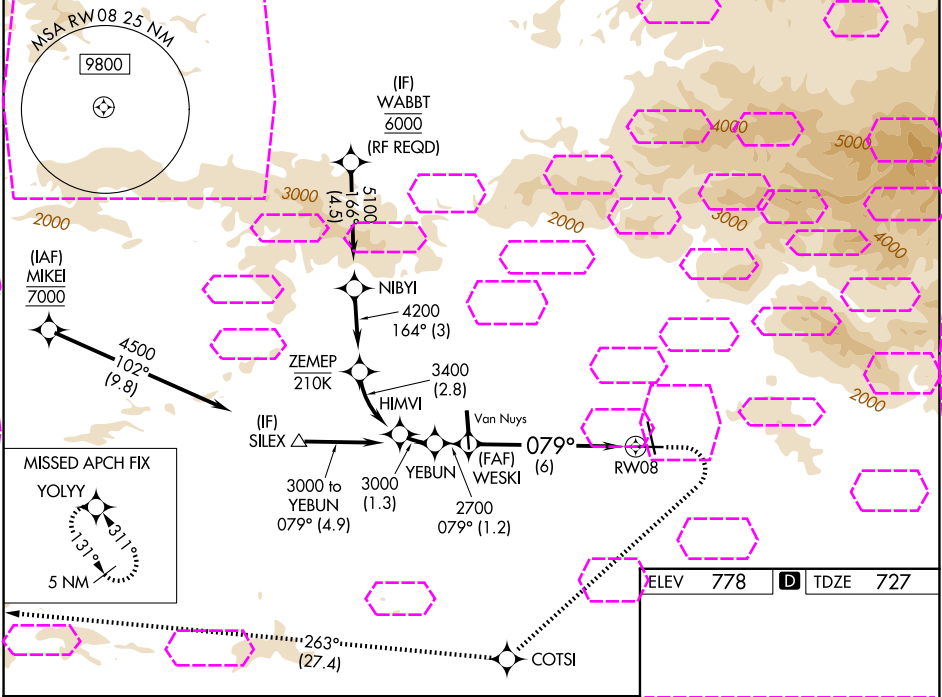 MSA RW08 25 NM
9800
(IF)
WABBT
6000
(RF REQD)
5100
166°
(4.5)
3000
2000
4000
5000
2000
3000
4000
2000
(IAF)
MIKEI
7000
4500
102°
(9.8)
NIBYI
4200
164° (3)
ZEMEP
210K
3400
(2.8)
HIMVI
(IF)
SILEX
Van Nuys
079°
(6)
(FAF)
WESKI
YEBUN
RW08
3000 to
YEBUN
079° (4.9)
3000
(1.3)
2700
079° (1.2)
MISSED APCH FIX
YOLYY
311°
131°
5 NM
ELEV 778 D TDZE 727
263°
(27.4)
COTSI